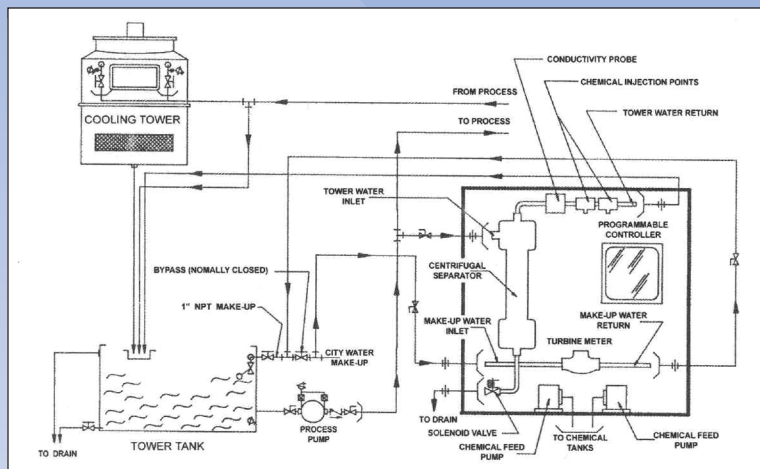 CONDUCTIVITY PROBE
CHEMICAL INJECTION POINTS
FROM PROCESS
TOWER WATER RETURN
COOLING TOWER
TO PROCESS
TOWER WATER
INLET
PROGRAMMABLE
CONTROLLER
BYPASS (NOMALLY CLOSED)
CENTRIFUGAL
SEPARATOR
1" NPT MAKE-UP
MAKE-UP WATER
INLET
MAKE-UP WATER
RETURN
TURBINE METER
CITY WATER
MAKE-UP
PROCESS
PUMP
TO DRAIN
SOLENOID VALVE
TO DRAIN
TOWER TANK
CHEMICAL FEED
PUMP
TO CHEMICAL
TANKS
CHEMICAL FEED
PUMP